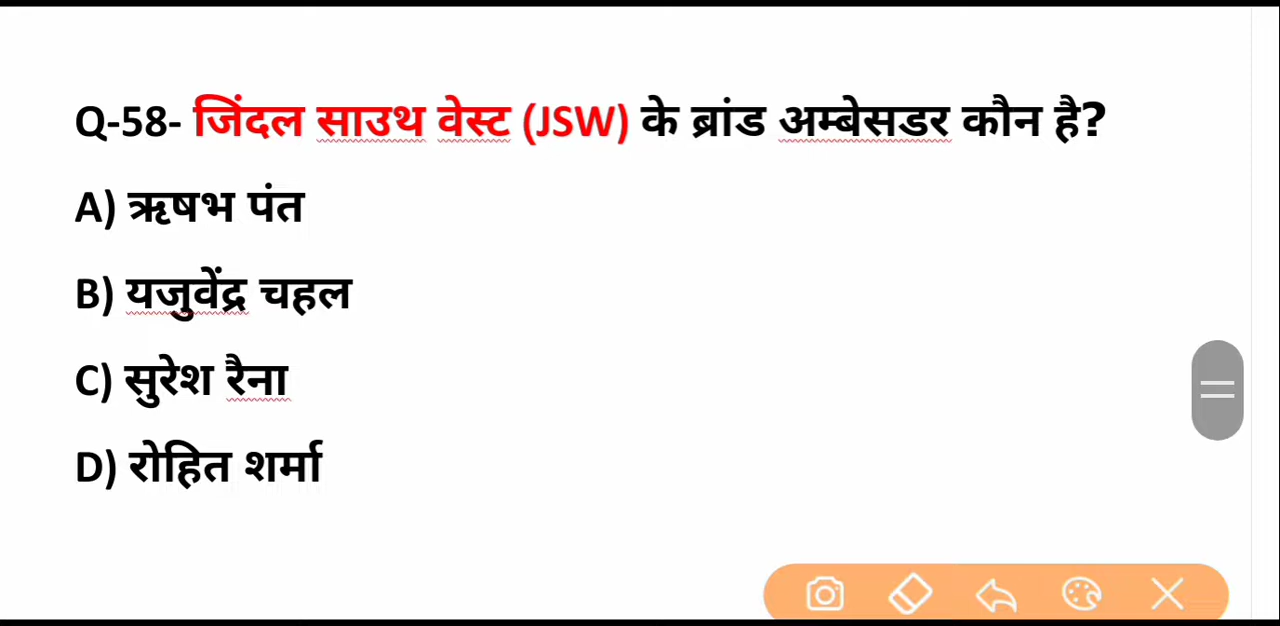 Q-58- जिंदल साउथ वेस्ट (JSW) के ब्रांड अम्बेसडर कौन है?
A) ऋषभ पंत
B) यजुवेंद्र चहल
C) सुरेश रैना
D) रोहित शर्मा